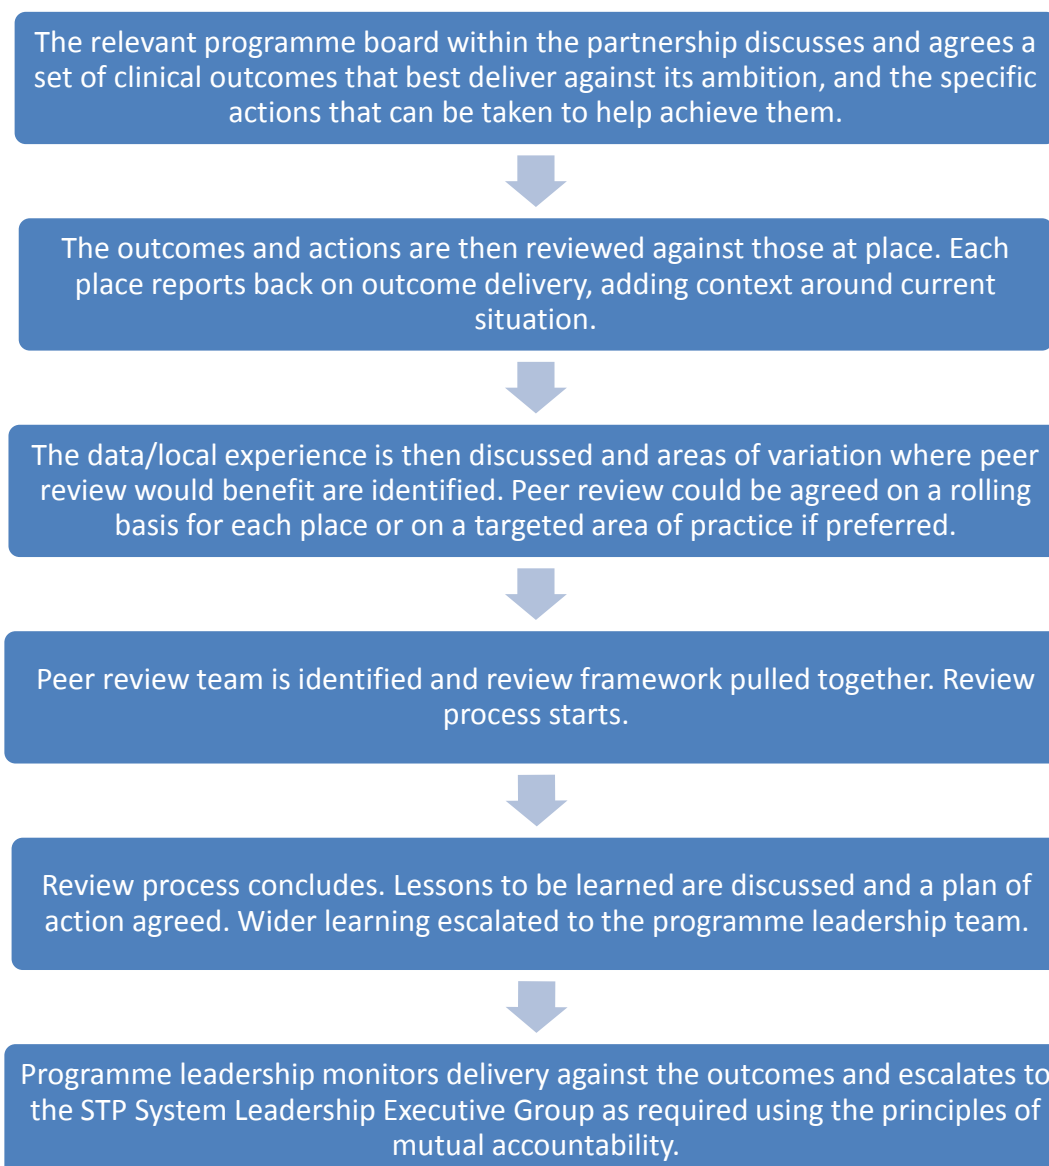 The relevant programme board within the partnership discusses and agrees a
set of clinical outcomes that best deliver against its ambition, and the specific
actions that can be taken to help achieve them.
The outcomes and actions are then reviewed against those at place. Each
place reports back on outcome delivery, adding context around current
situation.
The data/local experience is then discussed and areas of variation where peer
review would benefit are identified. Peer review could be agreed on a rolling
basis for each place or on a targeted area of practice if preferred.
Peer review team is identified and review framework pulled together. Review
process starts.
Review process concludes. Lessons to be learned are discussed and a plan of
action agreed. Wider learning escalated to the programme leadership team.
Programme leadership monitors delivery against the outcomes and escalates to
the STP System Leadership Executive Group as required using the principles of
mutual accountability.